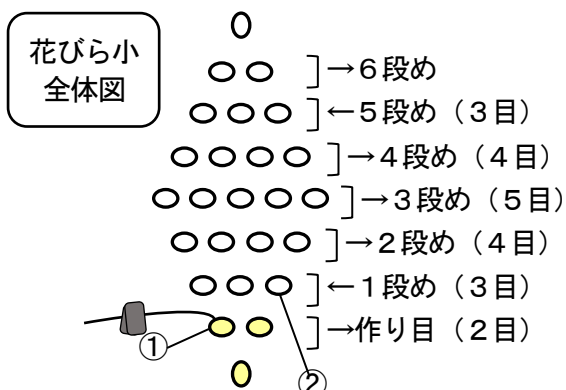 花びら小
全体図
→6段め
←5段め（3目）
→4段め（4目）
→3段め（5目）
→2段め（4目）
←1段め（3目）
→作り目（2目）
①
②